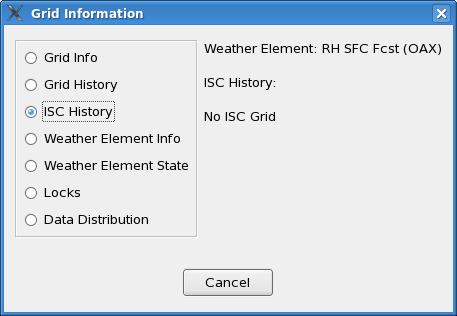 Grid Information
Grid Info
Grid History
ISC History
Weather Element Info
Weather Element State
Locks
Data Distribution
Weather Element: RH SFC Fcst (OAX)
ISC History:
No ISC Grid
Cancel